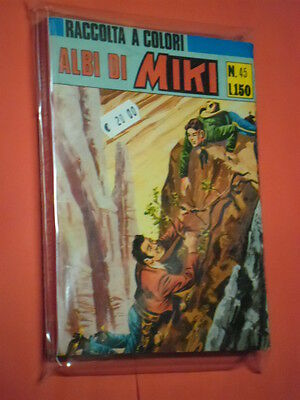 RACCOLTA A COLORI
ALBI DI MIKI
N. 45
L.150
€ 20 00